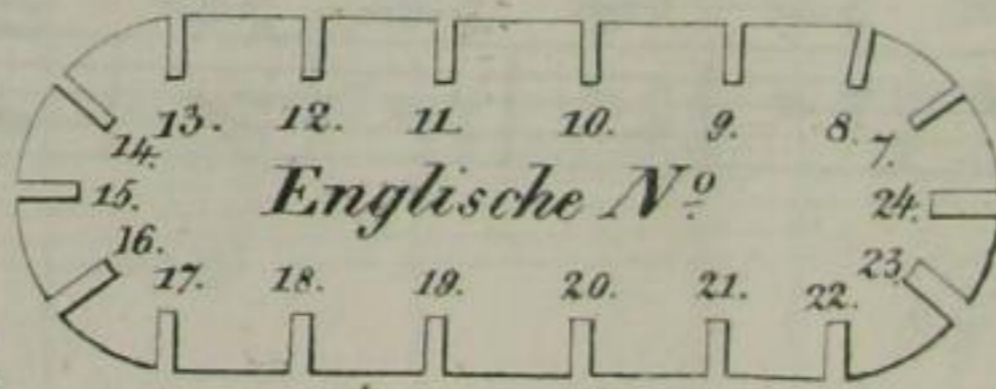 13. 12. 11. 10. 9. 8. 7.
14.
Englische Nº
15. 24.
16. 23.
17. 18. 19. 20. 21. 22.